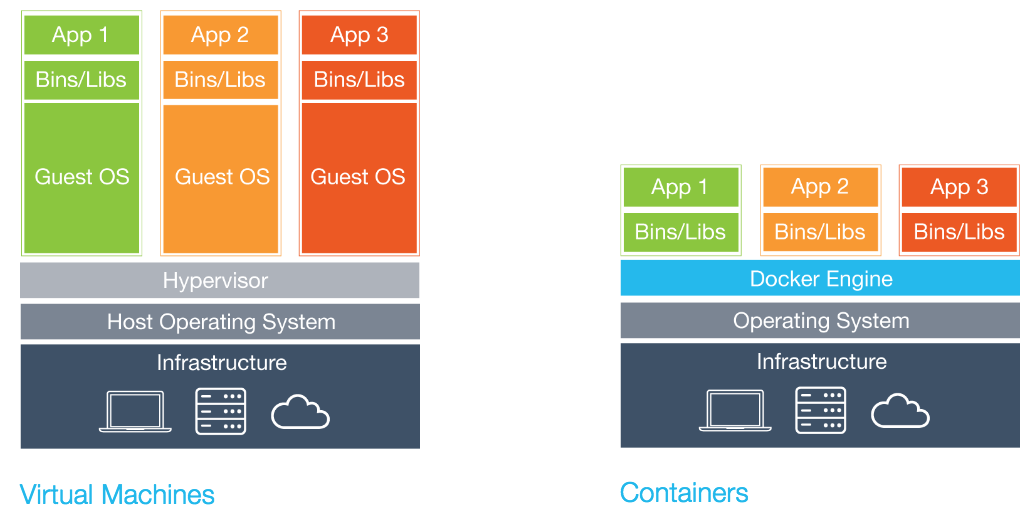 App 1
App 2
App 3
Bins/Libs
Bins/Libs
Bins/Libs
Guest OS
Guest OS
Guest OS
Hypervisor
Host Operating System
Infrastructure
Virtual Machines
App 1
App 2
App 3
Bins/Libs
Bins/Libs
Bins/Libs
Docker Engine
Operating System
Infrastructure
Containers